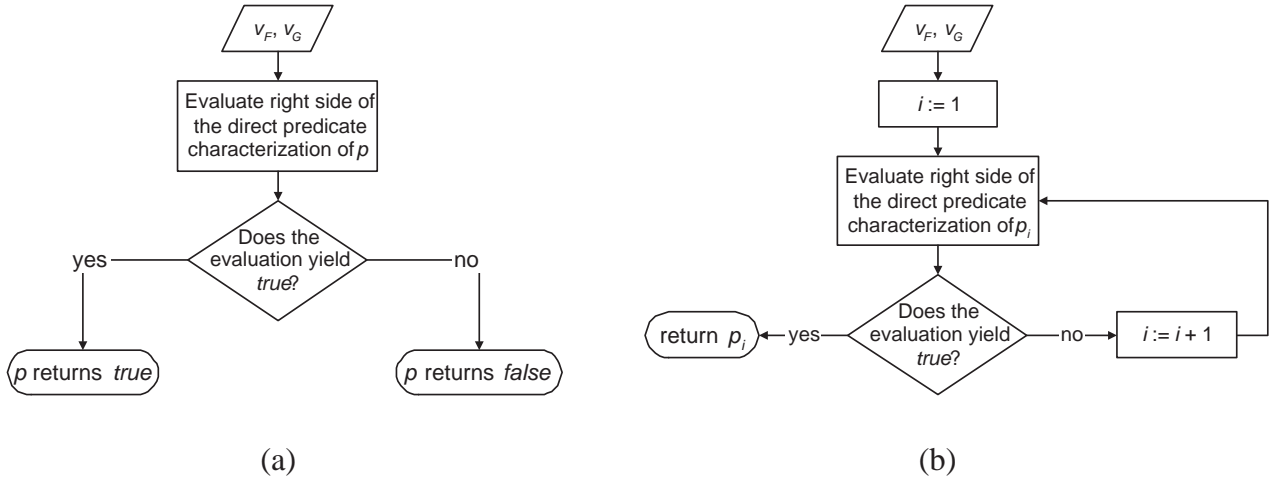 v_F, v_G
Evaluate right side of
the direct predicate
characterization of p
Does the
evaluation yield
true?
yes
no
p returns true
p returns false
(a)
v_F, v_G
i := 1
Evaluate right side of
the direct predicate
characterization of p_i
Does the
evaluation yield
true?
return p_i
yes
no
i := i + 1
(b)